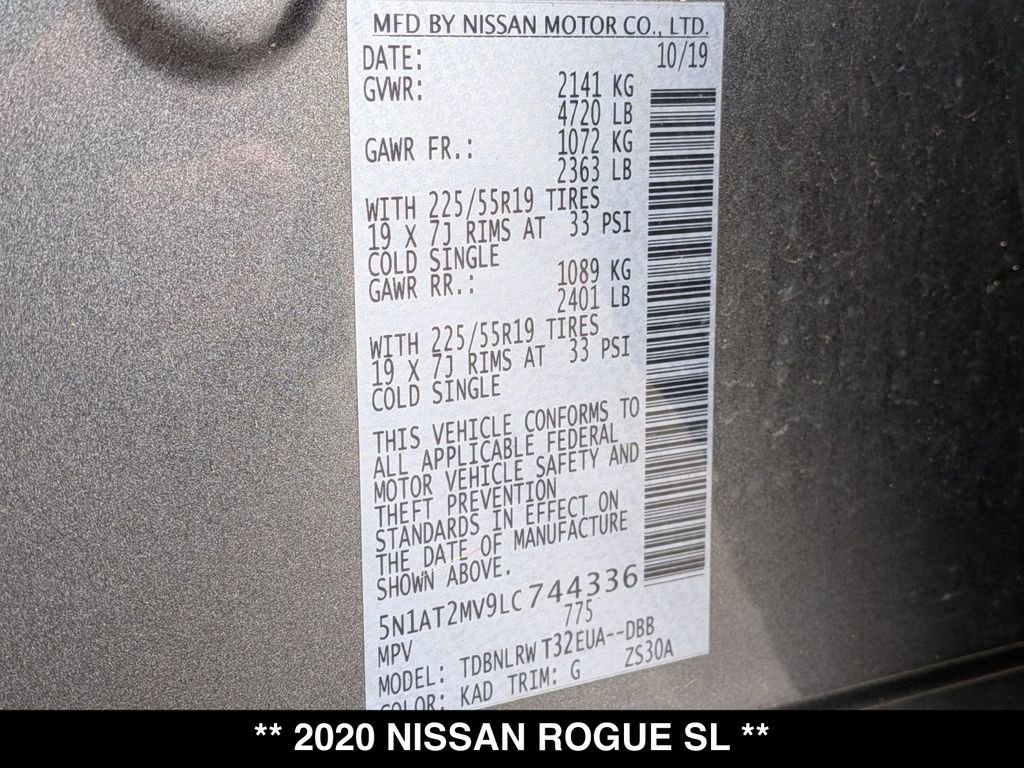 MFD BY NISSAN MOTOR CO., LTD.
DATE: 10/19
GVWR: 2141 KG
4720 LB
GAWR FR.: 1072 KG
2363 LB
WITH 225/55R19 TIRES
19 X 7J RIMS AT 33 PSI
COLD SINGLE
GAWR RR.: 1089 KG
2401 LB
WITH 225/55R19 TIRES
19 X 7J RIMS AT 33 PSI
COLD SINGLE
THIS VEHICLE CONFORMS TO
ALL APPLICABLE FEDERAL
MOTOR VEHICLE SAFETY AND
THEFT PREVENTION
STANDARDS IN EFFECT ON
THE DATE OF MANUFACTURE
SHOWN ABOVE.
5N1AT2MV9LC744336
MPV 775
MODEL: TDBNLRW T32EUA--DBB
COLOR: KAD TRIM: G ZS30A
** 2020 NISSAN ROGUE SL **